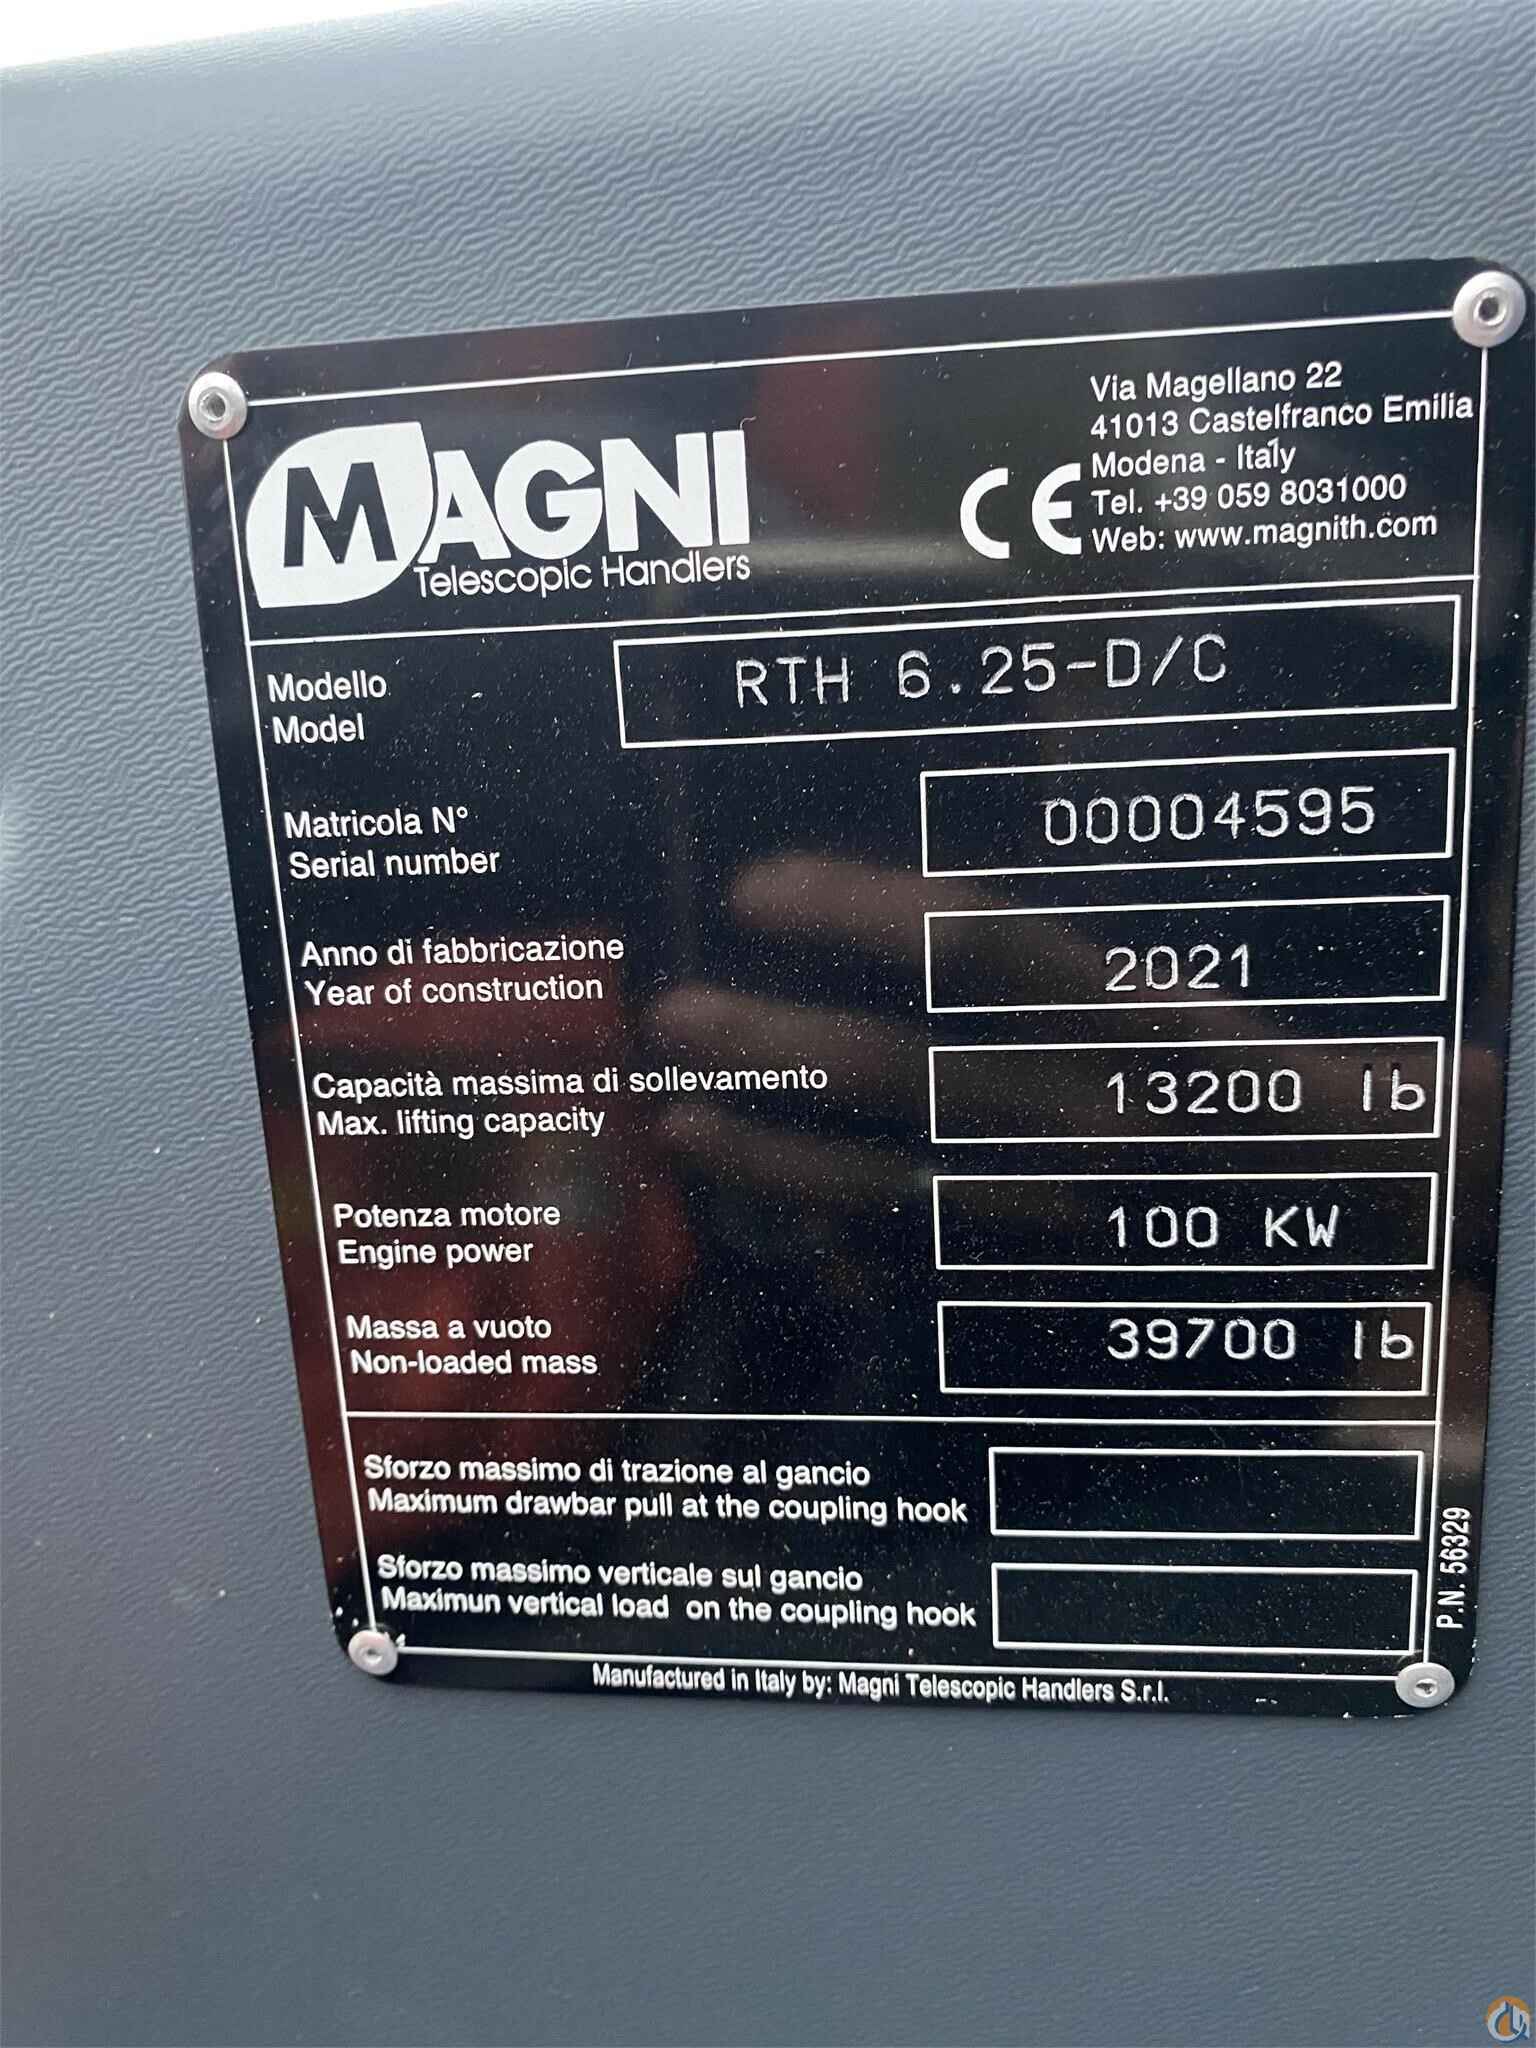 MAGNI
Telescopic Handlers
CE
Via Magellano 22
41013 Castelfranco Emilia
Modena - Italy
Tel. +39 059 8031000
Web: www.magnith.com
Modello
Model
RTH 6.25-D/C
Matricola N°
Serial number
00004595
Anno di fabbricazione
Year of construction
2021
Capacità massima di sollevamento
Max. lifting capacity
13200 lb
Potenza motore
Engine power
100 KW
Massa a vuoto
Non-loaded mass
39700 lb
Sforzo massimo di trazione al gancio
Maximum drawbar pull at the coupling hook
Sforzo massimo verticale sul gancio
Maximun vertical load on the coupling hook
P.N. 56329
Manufactured in Italy by: Magni Telescopic Handlers S.r.l.